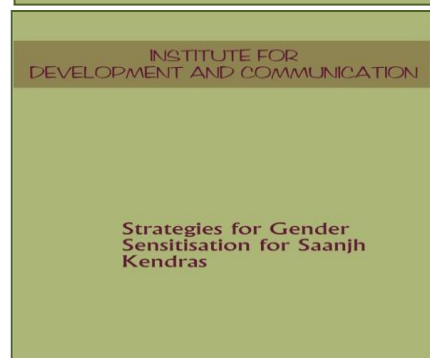 INSTITUTE FOR
DEVELOPMENT AND COMMUNICATION
Strategies for Gender
Sensitisation for Saanjh
Kendras